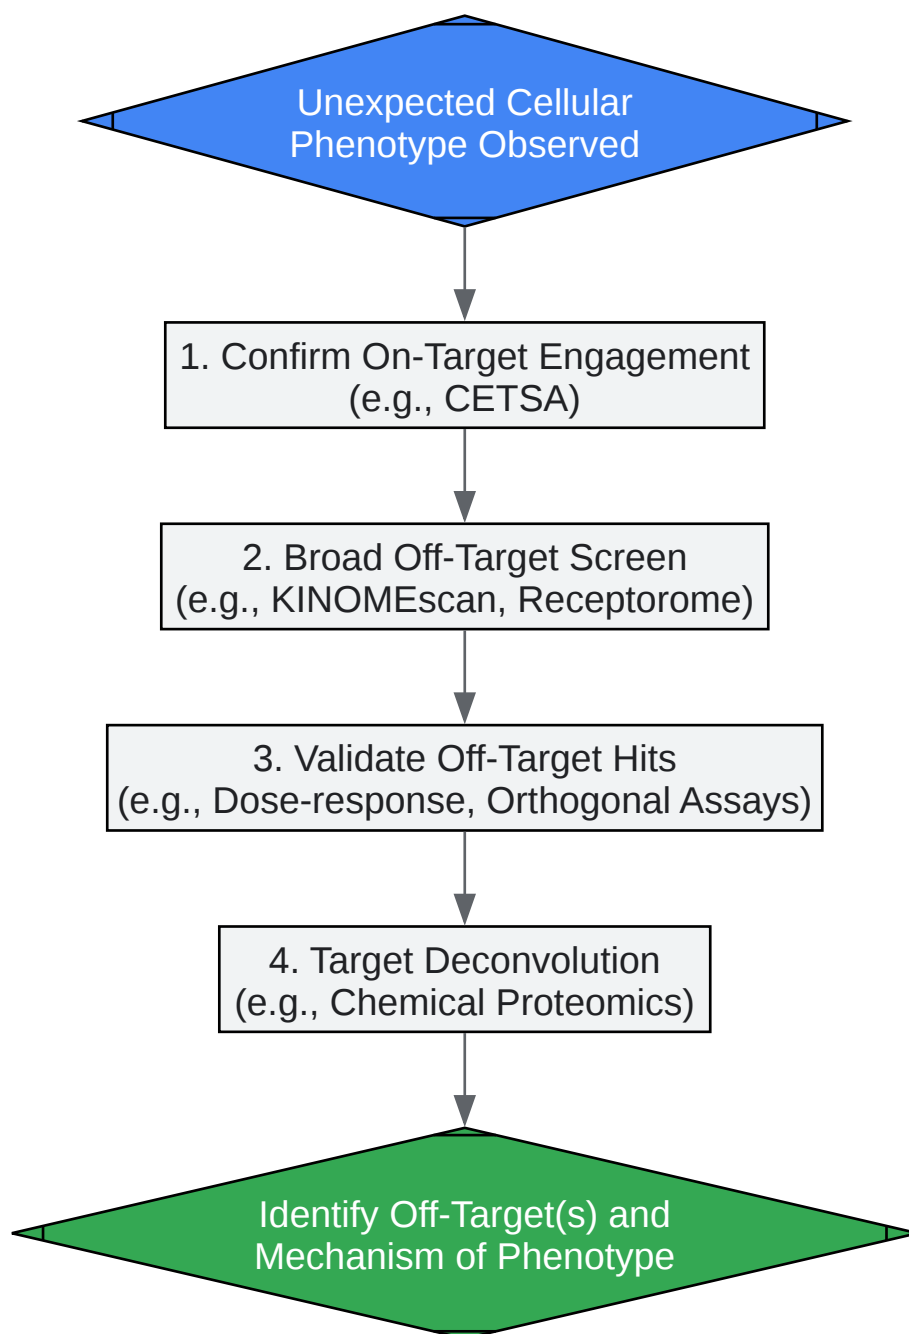 Unexpected Cellular
Phenotype Observed
1. Confirm On-Target Engagement
(e.g., CETSA)
2. Broad Off-Target Screen
(e.g., KINOMEscan, Receptorome)
3. Validate Off-Target Hits
(e.g., Dose-response, Orthogonal Assays)
4. Target Deconvolution
(e.g., Chemical Proteomics)
Identify Off-Target(s) and
Mechanism of Phenotype